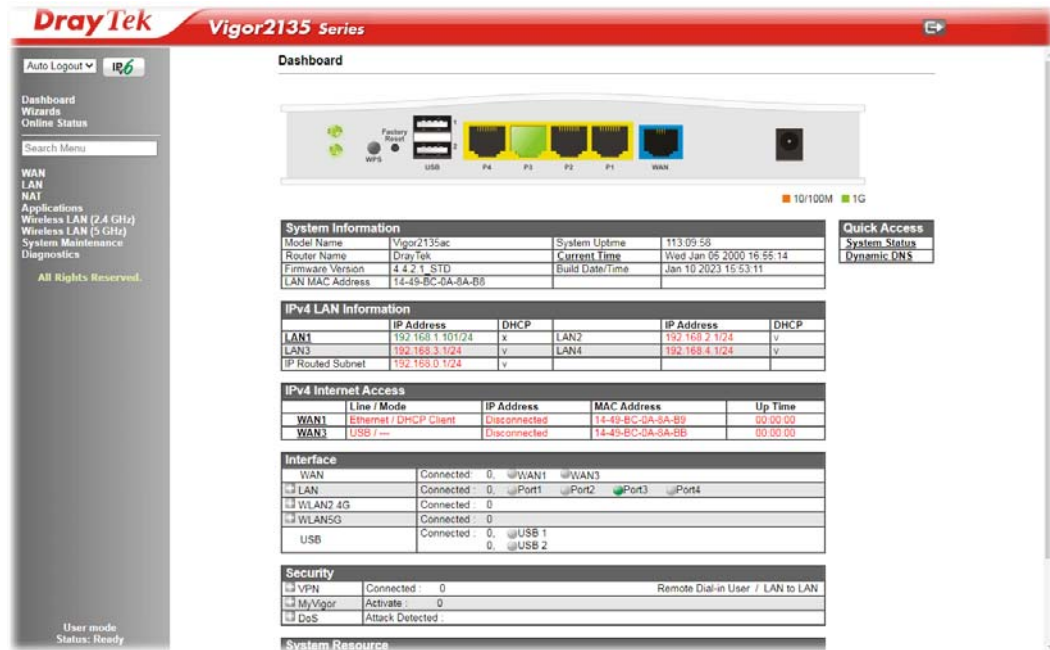 DrayTek Vigor2135 Series
Auto Logout IPv6
Dashboard
Wizards
Online Status
Search Menu
WAN
LAN
NAT
Applications
Wireless LAN (2.4 GHz)
Wireless LAN (5 GHz)
System Maintenance
Diagnostics
All Rights Reserved.
User mode
Status: Ready
Dashboard
Factory
Reset
WPS
1
2
USB P4 P3 P2 P1 WAN
10/100M 1G
System Information
Model Name Vigor2135ac System Uptime 113:09:58
Router Name DrayTek Current Time Wed Jan 05 2000 16:55:14
Firmware Version 4.4.2.1_STD Build Date/Time Jan 10 2023 15:53:11
LAN MAC Address 14-49-BC-0A-8A-B8
Quick Access
System Status
Dynamic DNS
IPv4 LAN Information
IP Address DHCP IP Address DHCP
LAN1 192.168.1.101/24 x LAN2 192.168.2.1/24 v
LAN3 192.168.3.1/24 v LAN4 192.168.4.1/24 v
IP Routed Subnet 192.168.0.1/24 v
IPv4 Internet Access
Line / Mode IP Address MAC Address Up Time
WAN1 Ethernet / DHCP Client Disconnected 14-49-BC-0A-8A-B9 00:00:00
WAN3 USB / --- Disconnected 14-49-BC-0A-8A-BB 00:00:00
Interface
WAN Connected: 0, WAN1 WAN3
LAN Connected : 0, Port1 Port2 Port3 Port4
WLAN2.4G Connected : 0
WLAN5G Connected : 0
USB Connected : 0, USB 1
0, USB 2
Security
VPN Connected : 0 Remote Dial-in User / LAN to LAN
MyVigor Activate : 0
DoS Attack Detected :
System Resource